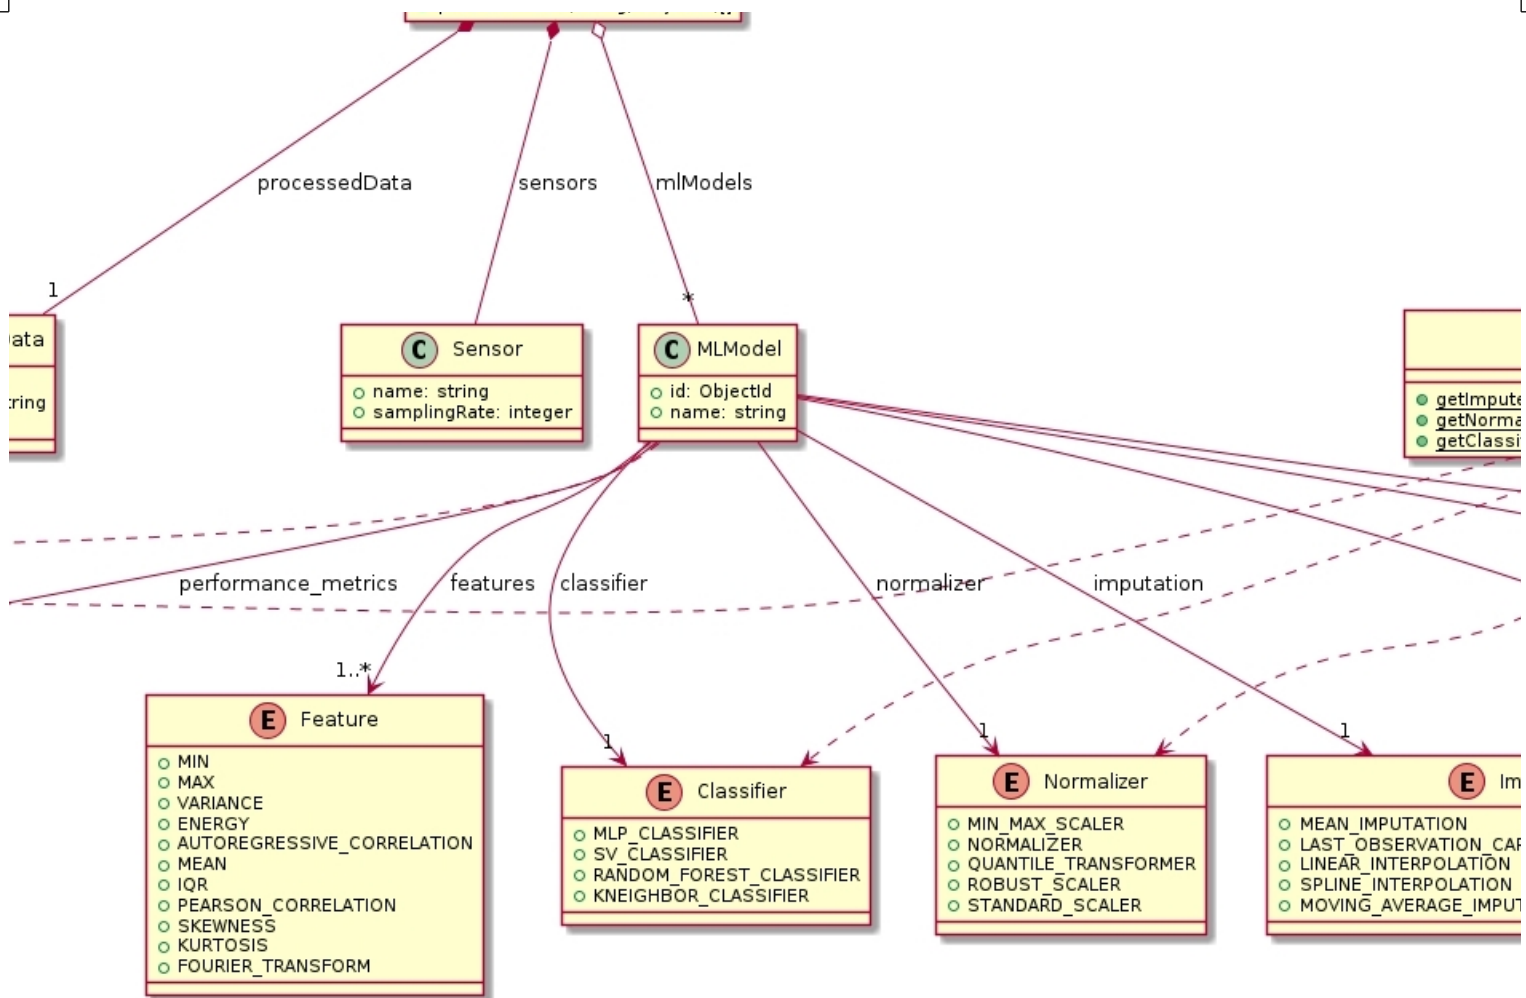 processedData
sensors
mlModels
1
*
Sensor
name: string
samplingRate: integer
MLModel
id: ObjectId
name: string
performance_metrics
features
classifier
normalizer
imputation
1..*
1
1
1
Feature
MIN
MAX
VARIANCE
ENERGY
AUTOREGRESSIVE_CORRELATION
MEAN
IQR
PEARSON_CORRELATION
SKEWNESS
KURTOSIS
FOURIER_TRANSFORM
Classifier
MLP_CLASSIFIER
SV_CLASSIFIER
RANDOM_FOREST_CLASSIFIER
KNEIGHBOR_CLASSIFIER
Normalizer
MIN_MAX_SCALER
NORMALIZER
QUANTILE_TRANSFORMER
ROBUST_SCALER
STANDARD_SCALER
MEAN_IMPUTATION
LINEAR_INTERPOLATION
SPLINE_INTERPOLATION